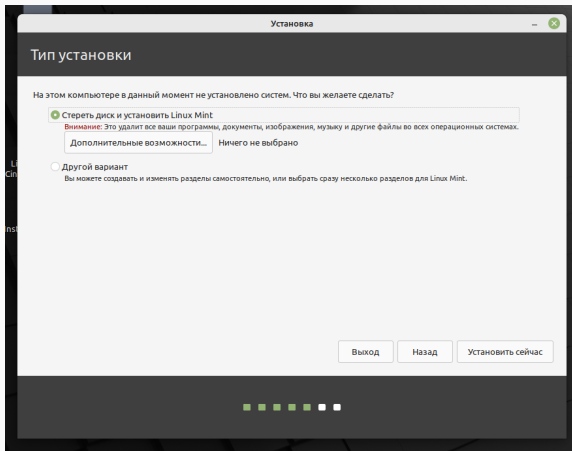 Установка
Тип установки
На этом компьютере в данный момент не установлено систем. Что вы желаете сделать?
Стереть диск и установить Linux Mint
Внимание: Это удалит все ваши программы, документы, изображения, музыку и другие файлы во всех операционных системах.
Дополнительные возможности... Ничего не выбрано
Другой вариант
Вы можете создавать и изменять разделы самостоятельно, или выбрать сразу несколько разделов для Linux Mint.
Li
Cin
Inst
Выход Назад Установить сейчас